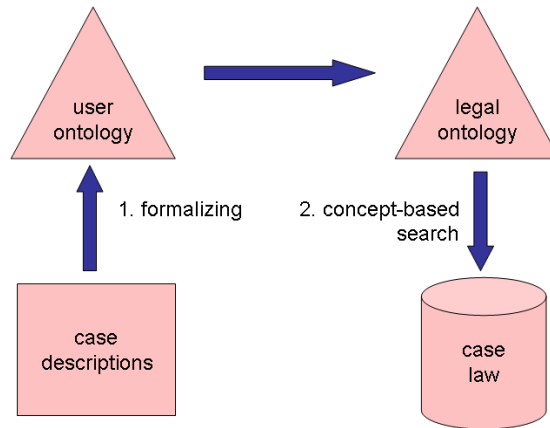 user
ontology
legal
ontology
1. formalizing
2. concept-based
search
case
descriptions
case
law